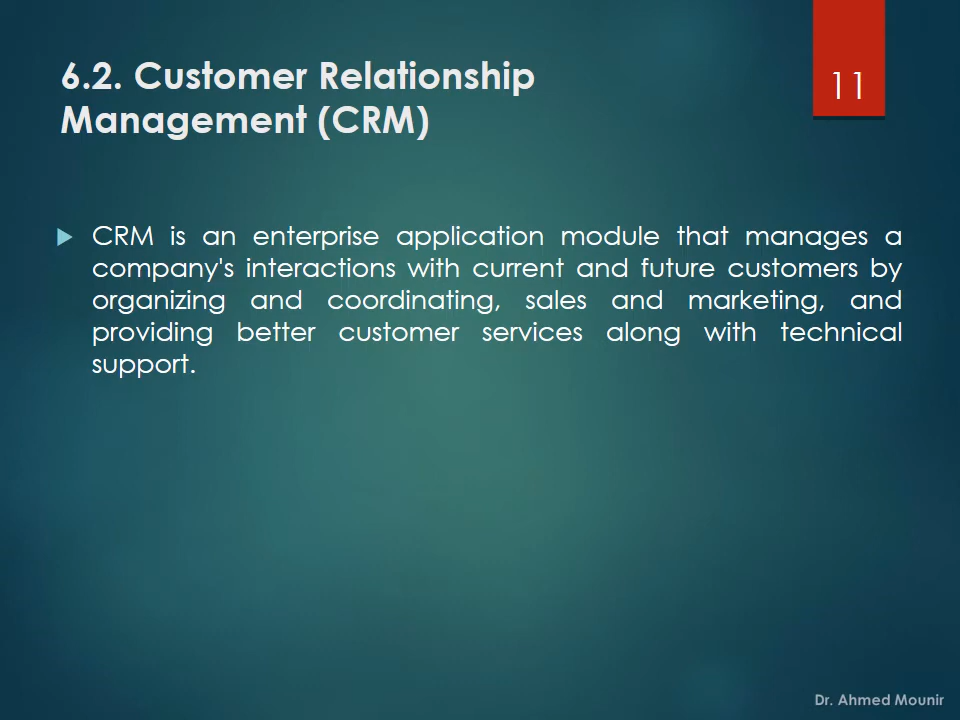 6.2. Customer Relationship
Management (CRM)
11
CRM is an enterprise application module that manages a
company's interactions with current and future customers by
organizing and coordinating, sales and marketing, and
providing better customer services along with technical
support.
Dr. Ahmed Mounir